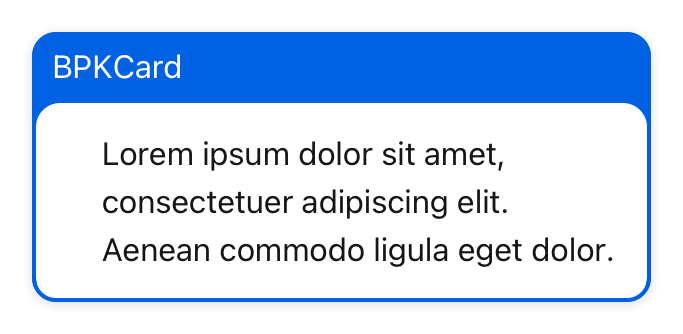 BPKCard
Lorem ipsum dolor sit amet,
consectetuer adipiscing elit.
Aenean commodo ligula eget dolor.